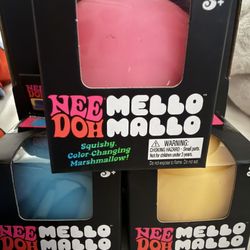 3+
NEE MELLO
DOH MALLO
Squishy,
Color-Changing
Marshmallow!
WARNING:
CHOKING HAZARD - Small parts.
Not for children under 3 years.
3+
3+
NEE MELLO
DOH MALLO
NEE MELLO
DOH MALLO